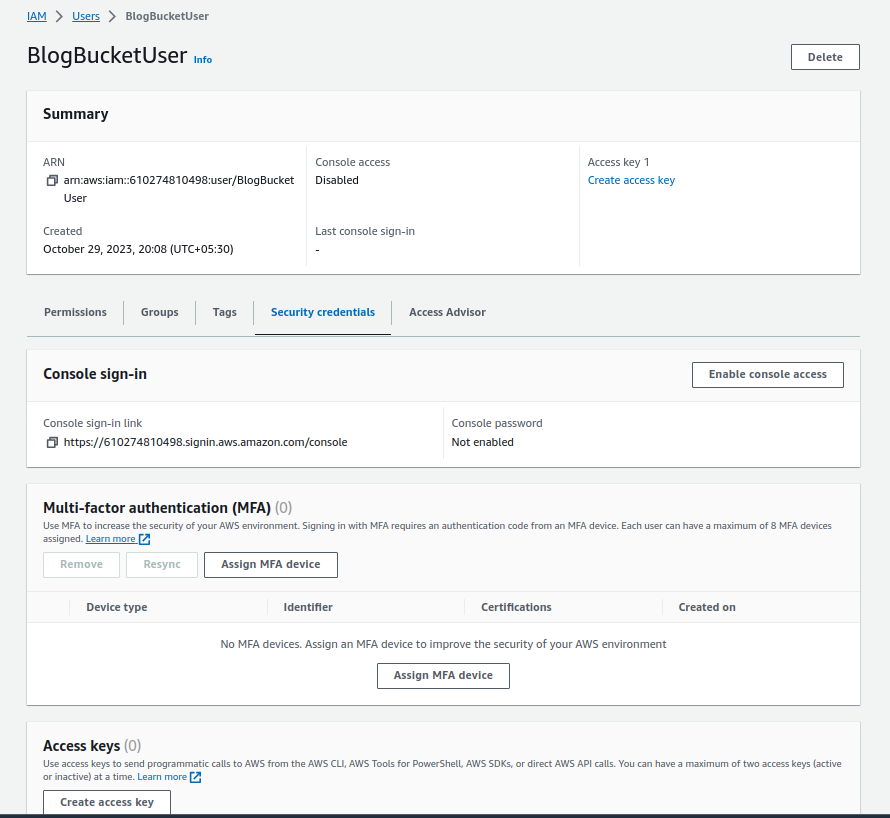 IAM > Users > BlogBucketUser
BlogBucketUser Info
Delete
Summary
ARN
arn:aws:iam::610274810498:user/BlogBucket
User
Console access
Disabled
Access key 1
Create access key
Created
October 29, 2023, 20:08 (UTC+05:30)
Last console sign-in
-
Permissions
Groups
Tags
Security credentials
Access Advisor
Console sign-in
Enable console access
Console sign-in link
https://610274810498.signin.aws.amazon.com/console
Console password
Not enabled
Multi-factor authentication (MFA) (0)
Use MFA to increase the security of your AWS environment. Signing in with MFA requires an authentication code from an MFA device. Each user can have a maximum of 8 MFA devices
assigned. Learn more
Remove
Resync
Assign MFA device
Device type
Identifier
Certifications
Created on
No MFA devices. Assign an MFA device to improve the security of your AWS environment
Assign MFA device
Access keys (0)
Use access keys to send programmatic calls to AWS from the AWS CLI, AWS Tools for PowerShell, AWS SDKs, or direct AWS API calls. You can have a maximum of two access keys (active
or inactive) at a time. Learn more
Create access key